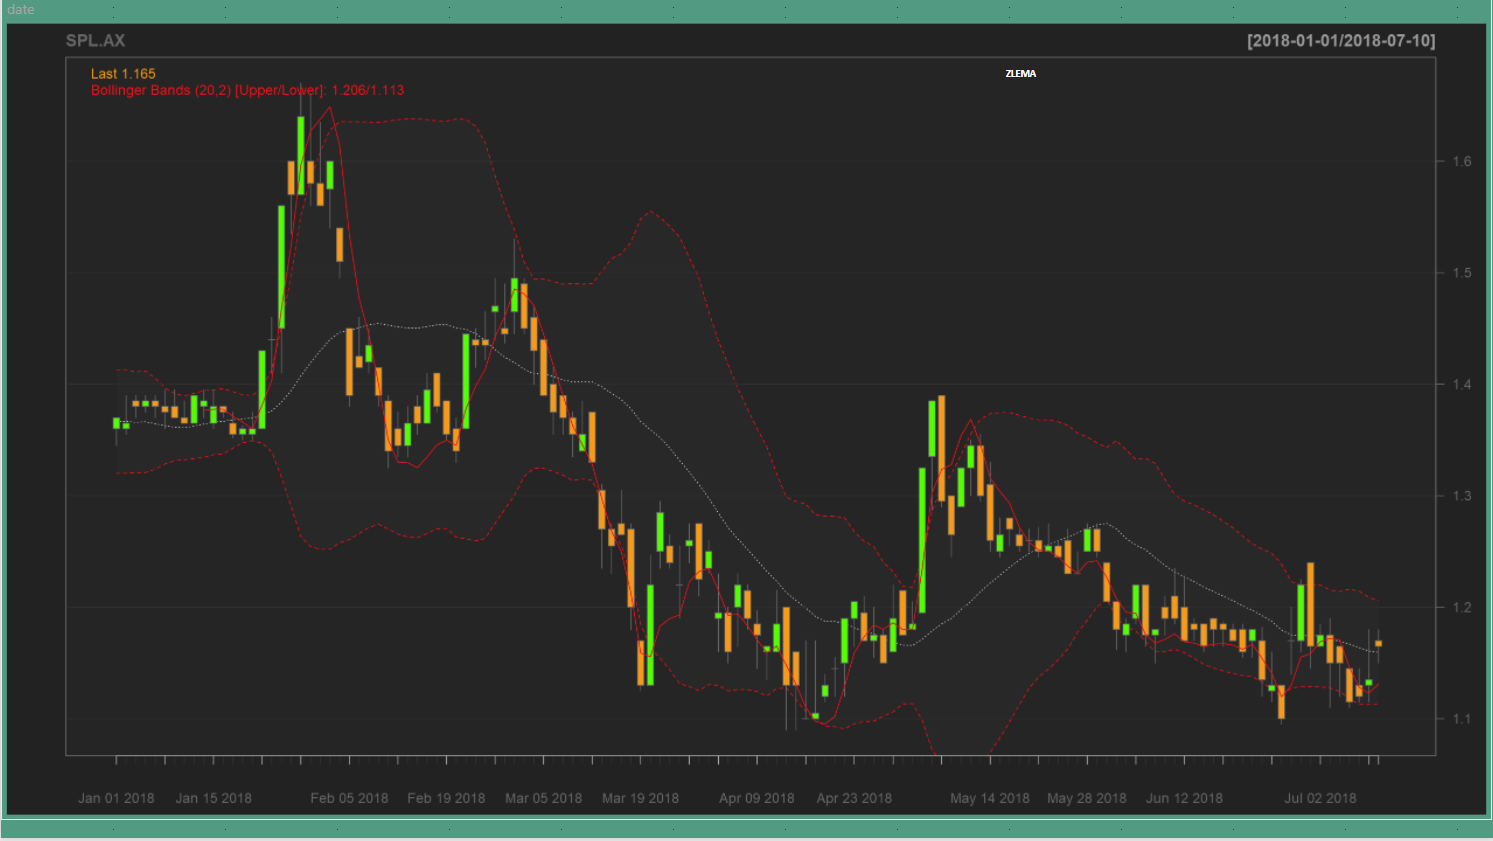 date
SPL.AX [2018-01-01/2018-07-10]
Last 1.165 ZLEMA
Bollinger Bands (20,2) [Upper/Lower]: 1.206/1.113
1.6
1.5
1.4
1.3
1.2
1.1
Jan 01 2018 Jan 15 2018 Feb 05 2018 Feb 19 2018 Mar 05 2018 Mar 19 2018 Apr 09 2018 Apr 23 2018 May 14 2018 May 28 2018 Jun 12 2018 Jul 02 2018